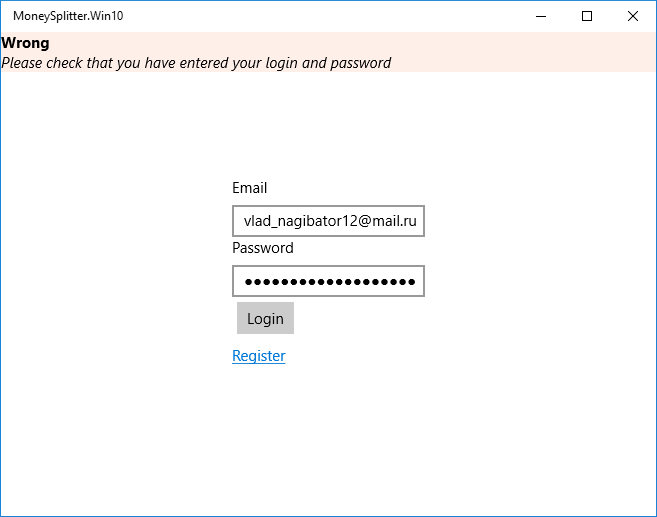 MoneySplitter.Win10
Wrong
Please check that you have entered your login and password
Email
vlad_nagibator12@mail.ru
Password
●●●●●●●●●●●●●●●●●●●
Login
Register